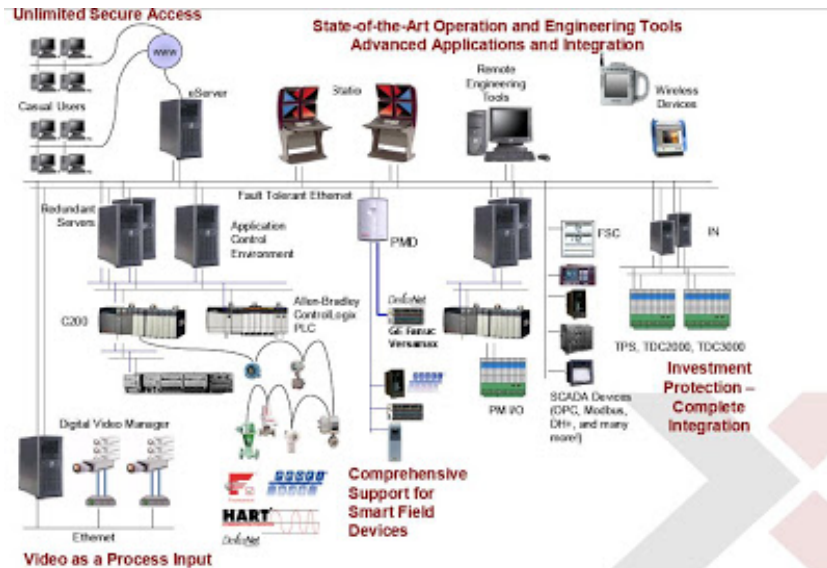 Unlimited Secure Access
State-of-the-Art Operation and Engineering Tools
Advanced Applications and Integration
www
eServer
Casual Users
Statio
Remote
Engineering
Tools
Wireless
Devices
Fault Tolerant Ethernet
Redundant
Servers
Application
Control
Environment
PMD
FSC
IN
C200
Allen-Bradley
ControlLogix
PLC
DeviceNet
GE Fanuc
Versamax
PM I/O
TPS, TDC2000, TDC3000
SCADA Devices
(OPC, Modbus,
DH+, and many
more!)
Investment
Protection –
Complete
Integration
Digital Video Manager
Comprehensive
Support for
Smart Field
Devices
HART
DeviceNet
Ethernet
Video as a Process Input